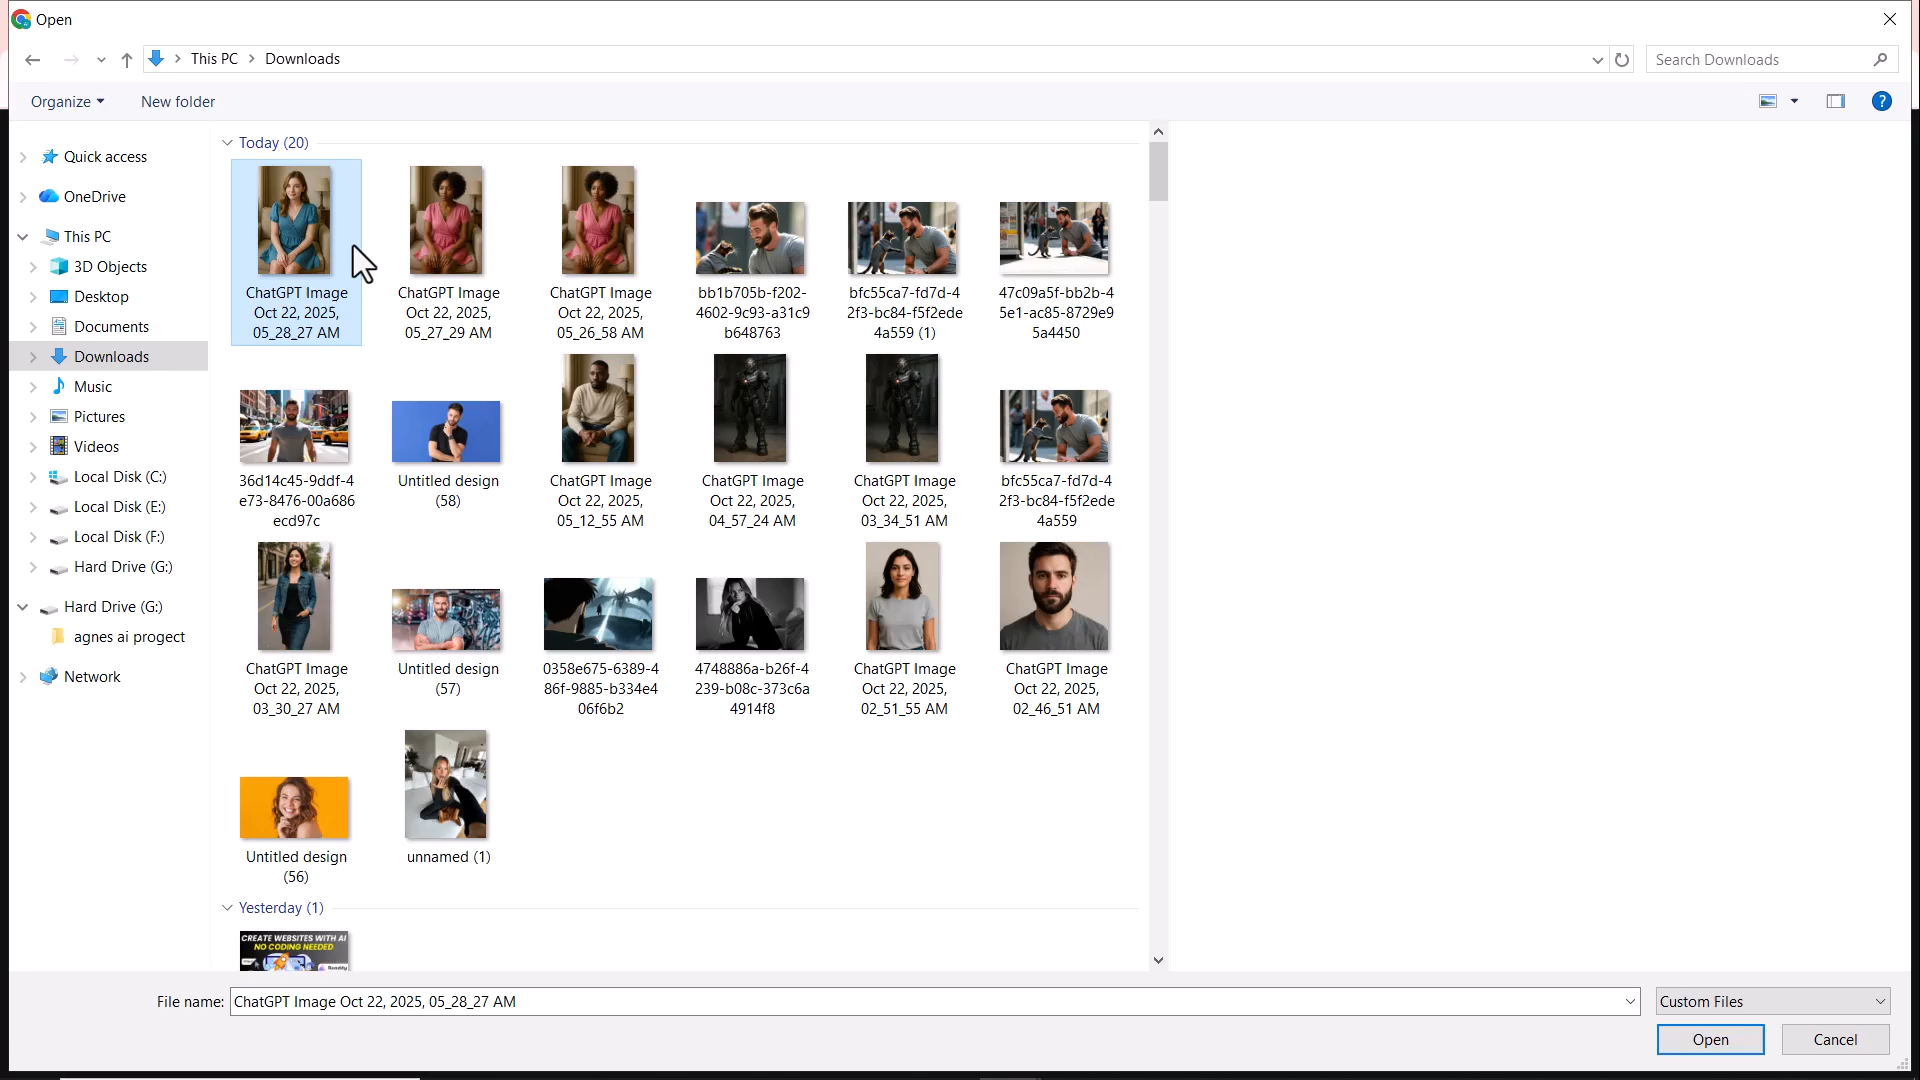 Open
This PC
Downloads
Search Downloads
Organize
New folder
?
Quick access
OneDrive
This PC
3D Objects
Desktop
Documents
Downloads
Music
Pictures
Videos
Local Disk (C:)
Local Disk (E:)
Local Disk (F:)
Hard Drive (G:)
Hard Drive (G:)
agnes ai progect
Network
Today (20)
ChatGPT Image
Oct 22, 2025,
05_28_27 AM
ChatGPT Image
Oct 22, 2025,
05_27_29 AM
ChatGPT Image
Oct 22, 2025,
05_26_58 AM
bb1b705b-f202-
4602-9c93-a31c9
b648763
bfc55ca7-fd7d-4
2f3-bc84-f5f2ede
4a559 (1)
47c09a5f-bb2b-4
5e1-ac85-8729e9
5a4450
36d14c45-9ddf-4
e73-8476-00a686
ecd97c
Untitled design
(58)
ChatGPT Image
Oct 22, 2025,
05_12_55 AM
ChatGPT Image
Oct 22, 2025,
04_57_24 AM
ChatGPT Image
Oct 22, 2025,
03_34_51 AM
bfc55ca7-fd7d-4
2f3-bc84-f5f2ede
4a559
ChatGPT Image
Oct 22, 2025,
03_30_27 AM
Untitled design
(57)
0358e675-6389-4
86f-9885-b334e4
06f6b2
4748886a-b26f-4
239-b08c-373c6a
4914f8
ChatGPT Image
Oct 22, 2025,
02_51_55 AM
ChatGPT Image
Oct 22, 2025,
02_46_51 AM
Untitled design
(56)
unnamed (1)
Yesterday (1)
CREATE WEBSITES WITH AI
NO CODING NEEDED
File name:
ChatGPT Image Oct 22, 2025, 05_28_27 AM
Custom Files
Open
Cancel